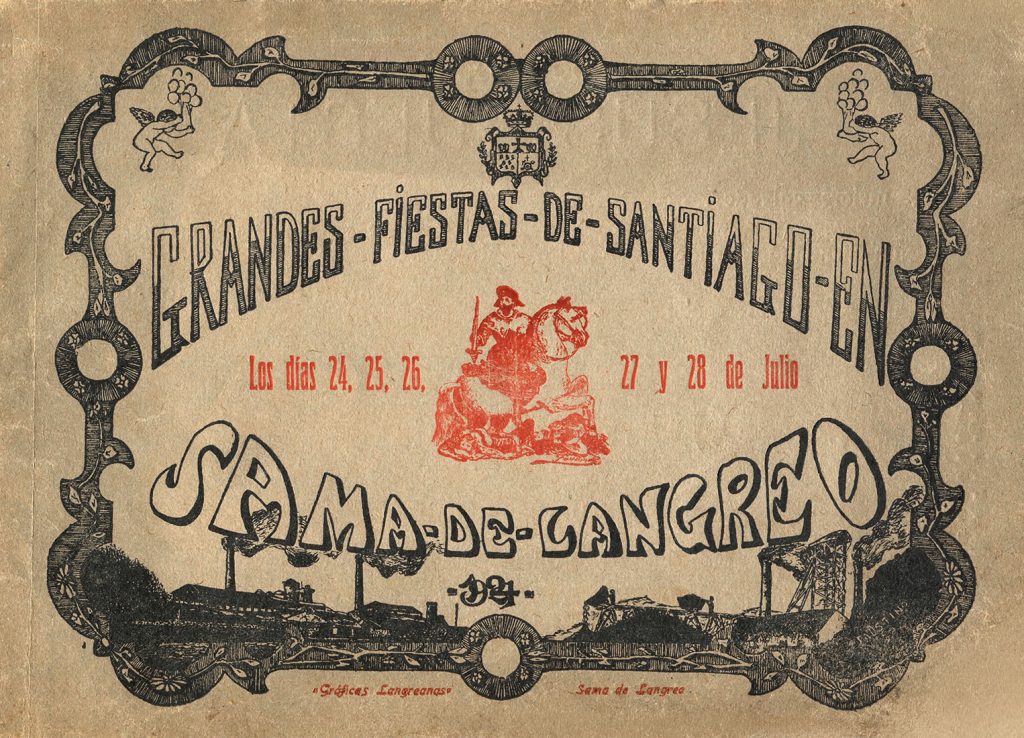 GRANDES-FIESTAS-DE-SANTIAGO-EN
Los días 24, 25, 26, 27 y 28 de Julio
SAMA-DE-LANGREO
"Gráficas Langreanas" Sama de Langreo